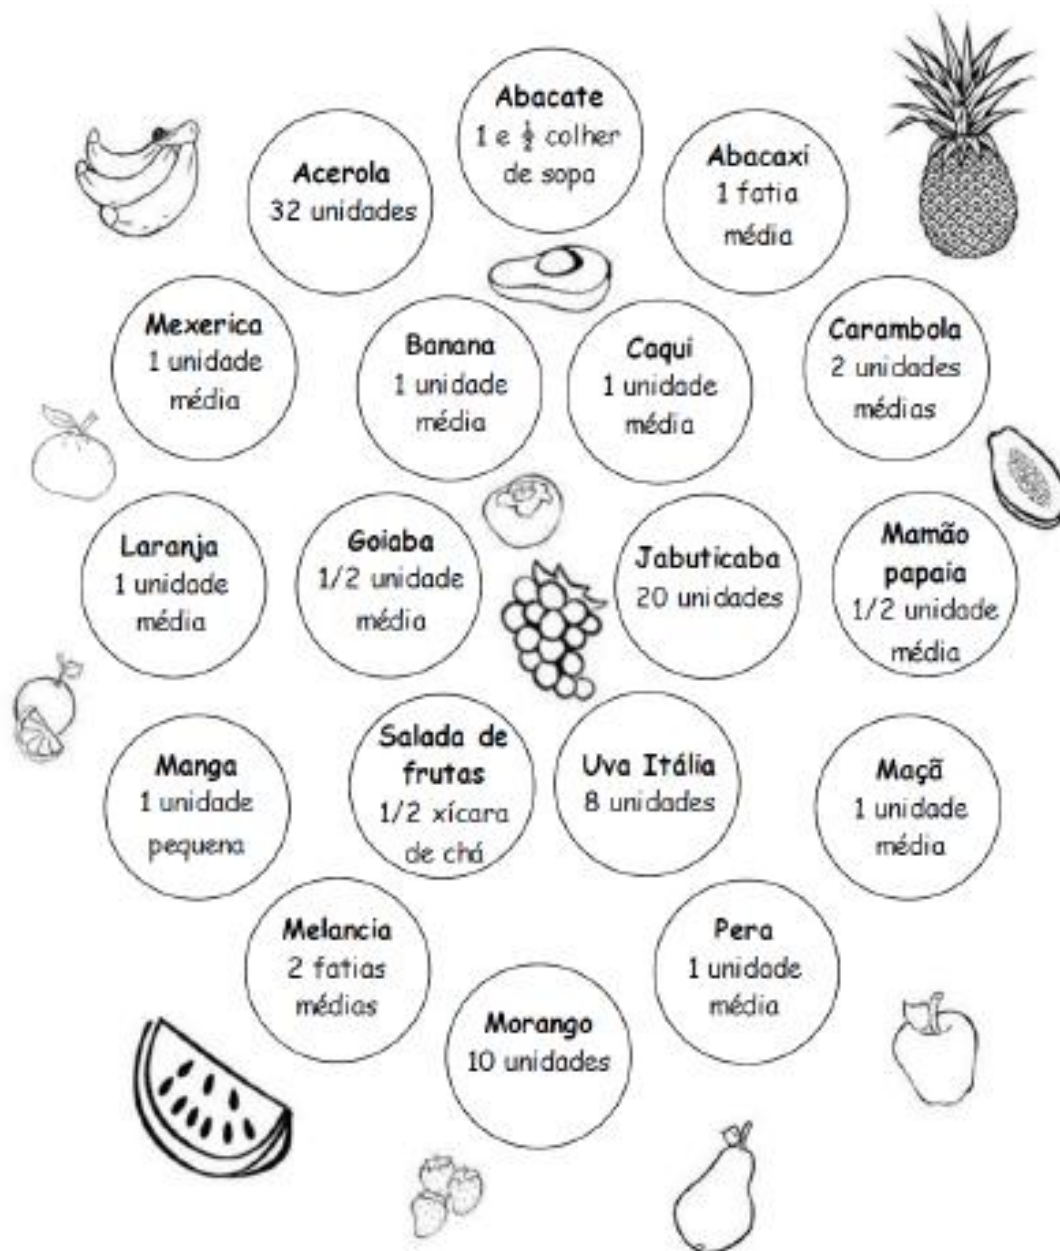 Abacate
1 e ½ colher
de sopa
Acerola
32 unidades
Abacaxi
1 fatia
média
Mexerica
1 unidade
média
Banana
1 unidade
média
Caqui
1 unidade
média
Carambola
2 unidades
médias
Laranja
1 unidade
média
Goiaba
1/2 unidade
média
Jabuticaba
20 unidades
Mamão
papaia
1/2 unidade
média
Manga
1 unidade
pequena
Salada de
frutas
1/2 xícara
de chá
Uva Itália
8 unidades
Maçã
1 unidade
média
Melancia
2 fatias
médias
Morango
10 unidades
Pera
1 unidade
média